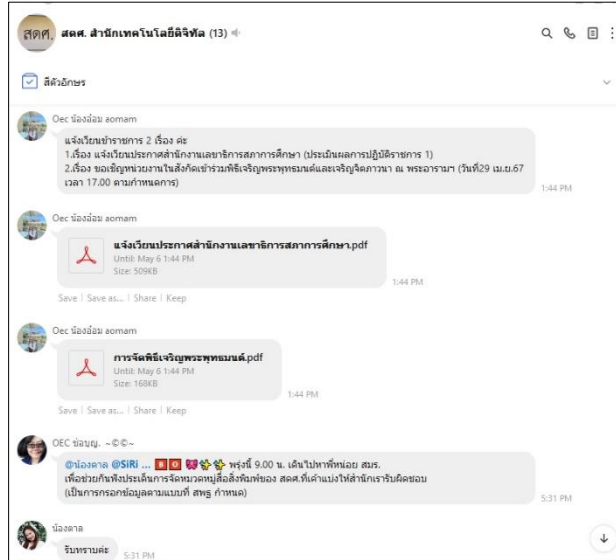 สดศ. สดศ. สำนักเทคโนโลยีดิจิทัล (13)
สีตัวอักษร
Oec น้องอ้อม aomam
แจ้งเวียนข้าราชการ 2 เรื่อง ค่ะ
1.เรื่อง แจ้งเวียนประกาศสำนักงานเลขาธิการสภาการศึกษา (ประเมินผลการปฏิบัติราชการ 1)
2.เรื่อง ขอเชิญหน่วยงานในสังกัดเข้าร่วมพิธีเจริญพระพุทธมนต์และเจริญจิตภาวนา ณ พระอารามฯ (วันที่29 เม.ย.67
เวลา 17.00 ตามกำหนดการ)
1:44 PM
Oec น้องอ้อม aomam
แจ้งเวียนประกาศสำนักงานเลขาธิการสภาการศึกษา.pdf
Until: May 6 1:44 PM
Size: 509KB
1:44 PM
Save | Save as... | Share | Keep
Oec น้องอ้อม aomam
การจัดพิธีเจริญพระพุทธมนต์.pdf
Until: May 6 1:44 PM
Size: 168KB
1:44 PM
Save | Save as... | Share | Keep
OEC ช่อบุญ. ~©©~
@น้องตาล @SiRi ... B O พรุ่งนี้ 9.00 น. เดินไปหาพี่หน่อย สมร.
เพื่อช่วยกันฟังประเด็นการจัดหมวดหมู่สื่อสิ่งพิมพ์ของ สดศ.ที่เค้าแบ่งให้สำนักเรารับผิดชอบ
(เป็นการกรอกข้อมูลตามแบบที่ สพฐ กำหนด)
5:31 PM
น้องตาล
รับทราบค่ะ
5:31 PM